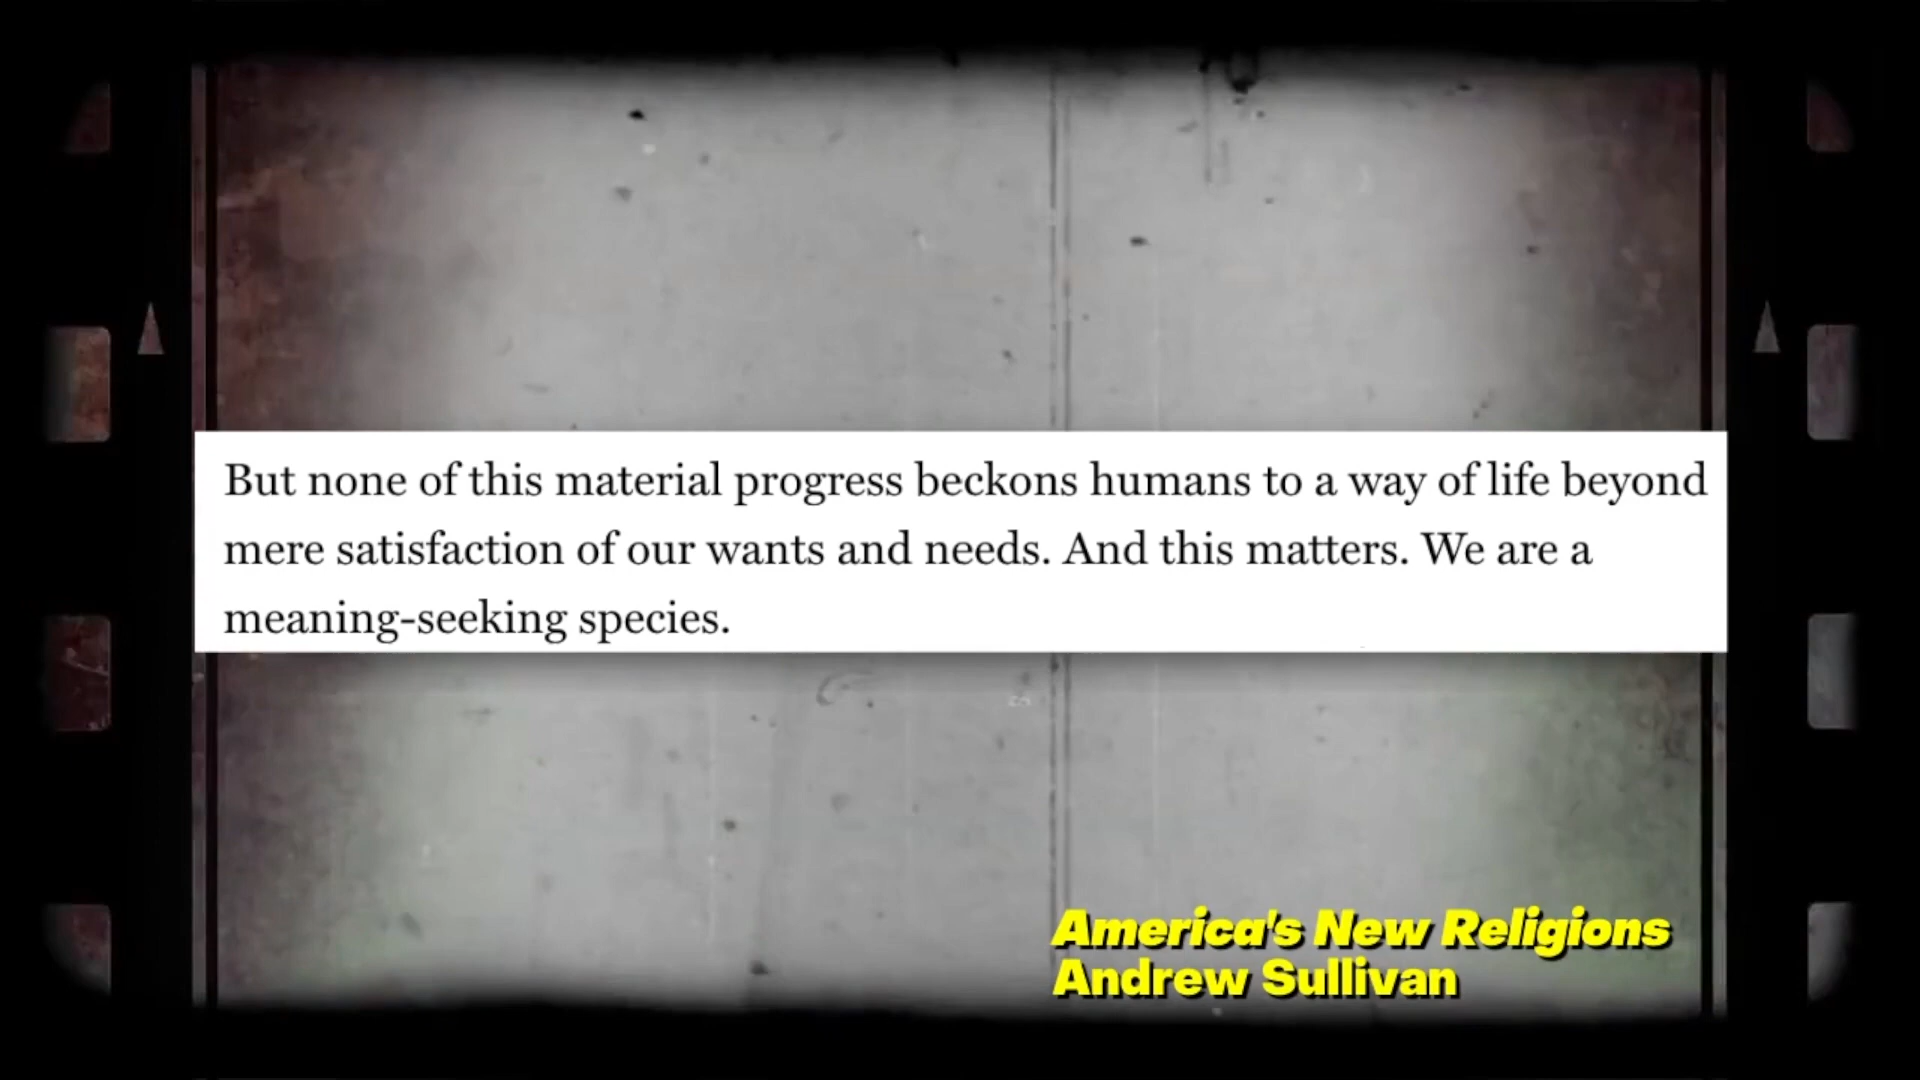 But none of this material progress beckons humans to a way of life beyond
mere satisfaction of our wants and needs. And this matters. We are a
meaning-seeking species.
America's New Religions
Andrew Sullivan